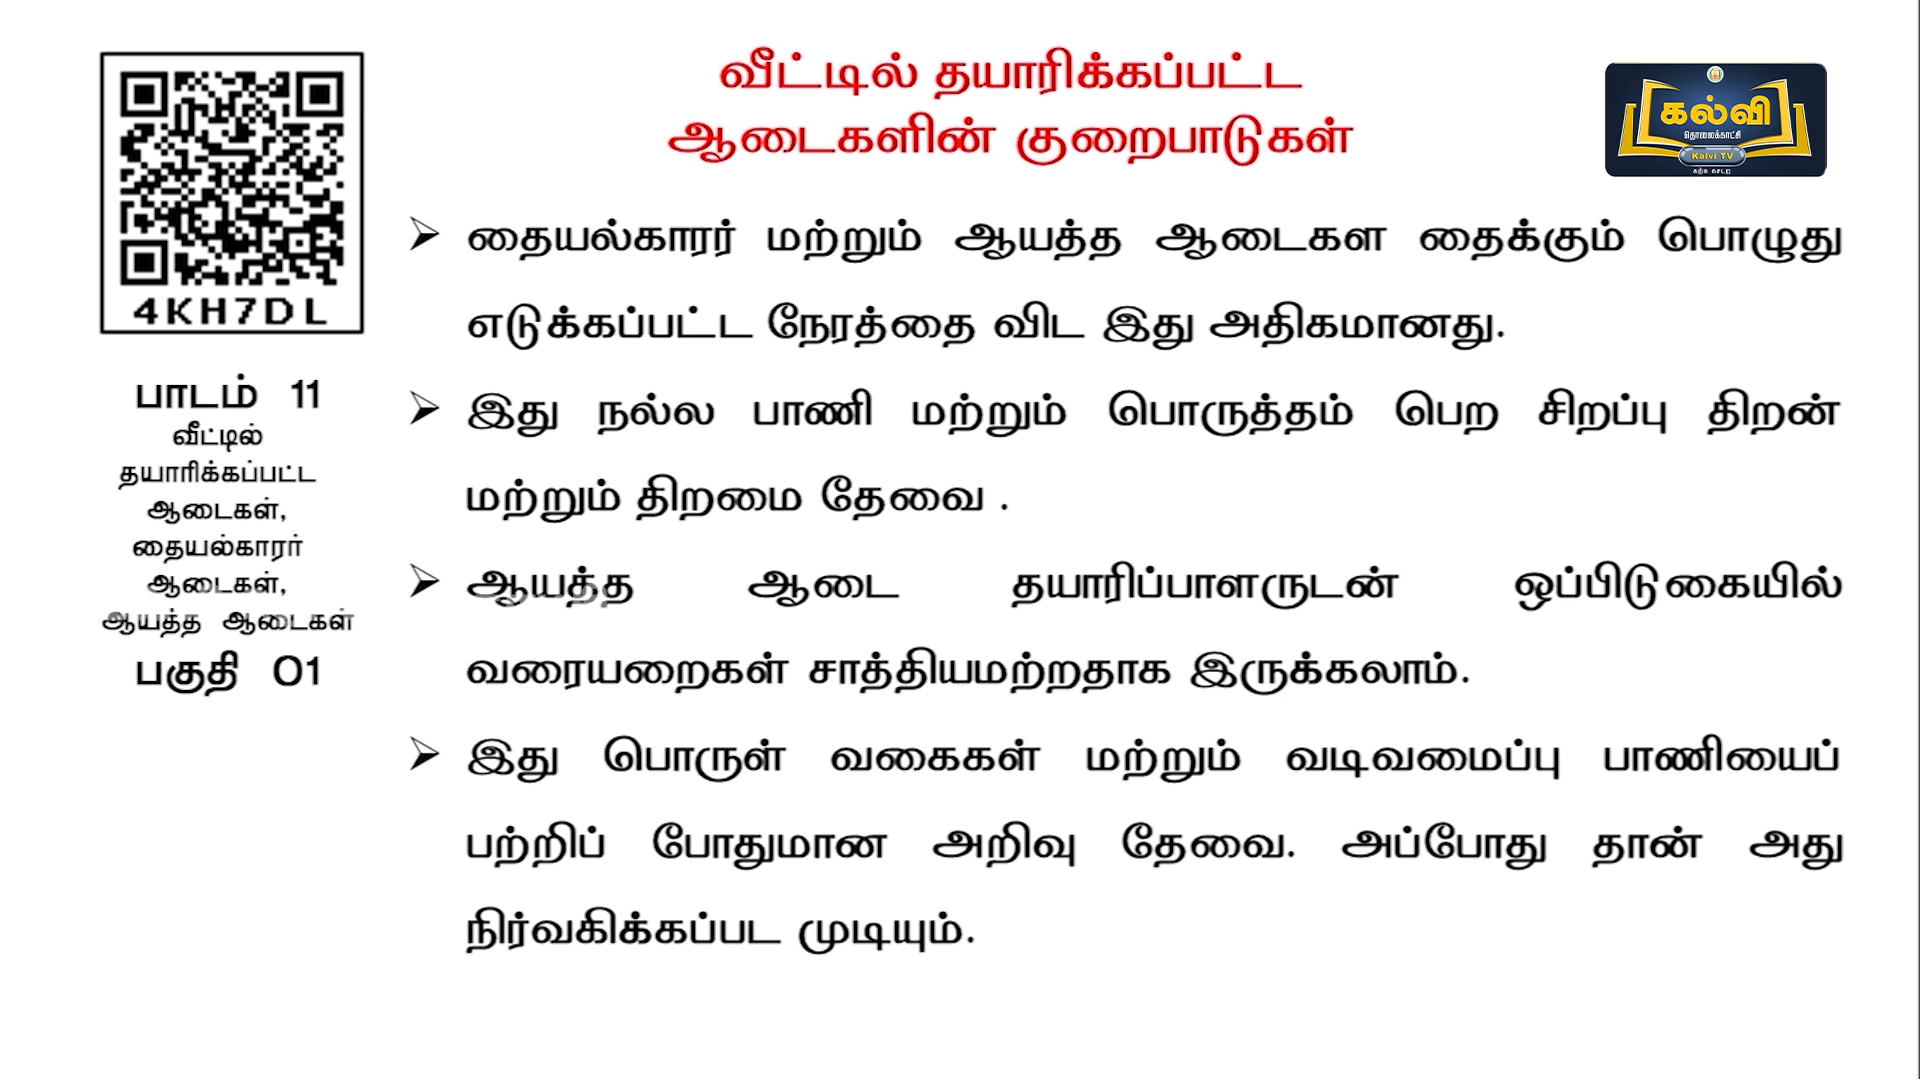 வீட்டில் தயாரிக்கப்பட்ட
ஆடைகளின் குறைபாடுகள்
கல்வி
தொலைக்காட்சி
Kalvi TV
கற்க கசடற
4KH7DL
பாடம் 11
வீட்டில்
தயாரிக்கப்பட்ட
ஆடைகள்,
தையல்காரர்
ஆடைகள்,
ஆயத்த ஆடைகள்
பகுதி 01
➢ தையல்காரர் மற்றும் ஆயத்த ஆடைகள தைக்கும் பொழுது
எடுக்கப்பட்ட நேரத்தை விட இது அதிகமானது.
➢ இது நல்ல பாணி மற்றும் பொருத்தம் பெற சிறப்பு திறன்
மற்றும் திறமை தேவை .
➢ ஆயத்த ஆடை தயாரிப்பாளருடன் ஒப்பிடுகையில்
வரையறைகள் சாத்தியமற்றதாக இருக்கலாம்.
➢ இது பொருள் வகைகள் மற்றும் வடிவமைப்பு பாணியைப்
பற்றிப் போதுமான அறிவு தேவை. அப்போது தான் அது
நிர்வகிக்கப்பட முடியும்.